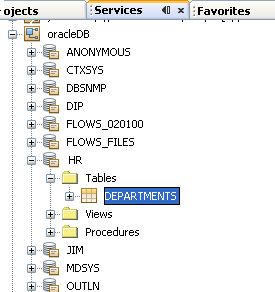 ojects Services Favorites
oracleDB
ANONYMOUS
CTXSYS
DBSNMP
DIP
FLOWS_020100
FLOWS_FILES
HR
Tables
DEPARTMENTS
Views
Procedures
JIM
MDSYS
OUTLN